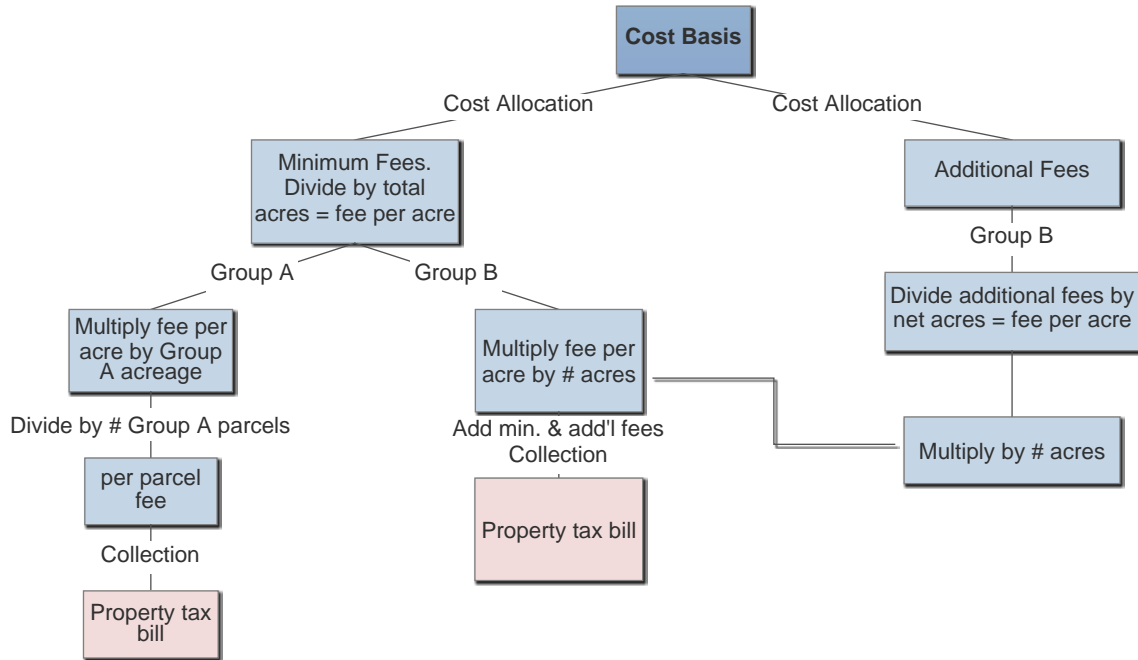 Cost Basis
Cost Allocation
Cost Allocation
Minimum Fees.
Divide by total
acres = fee per acre
Additional Fees
Group A
Group B
Group B
Multiply fee per
acre by Group
A acreage
Multiply fee per
acre by # acres
Divide additional fees by
net acres = fee per acre
Divide by # Group A parcels
Add min. & add'l fees
Collection
Multiply by # acres
per parcel
fee
Property tax bill
Collection
Property tax
bill